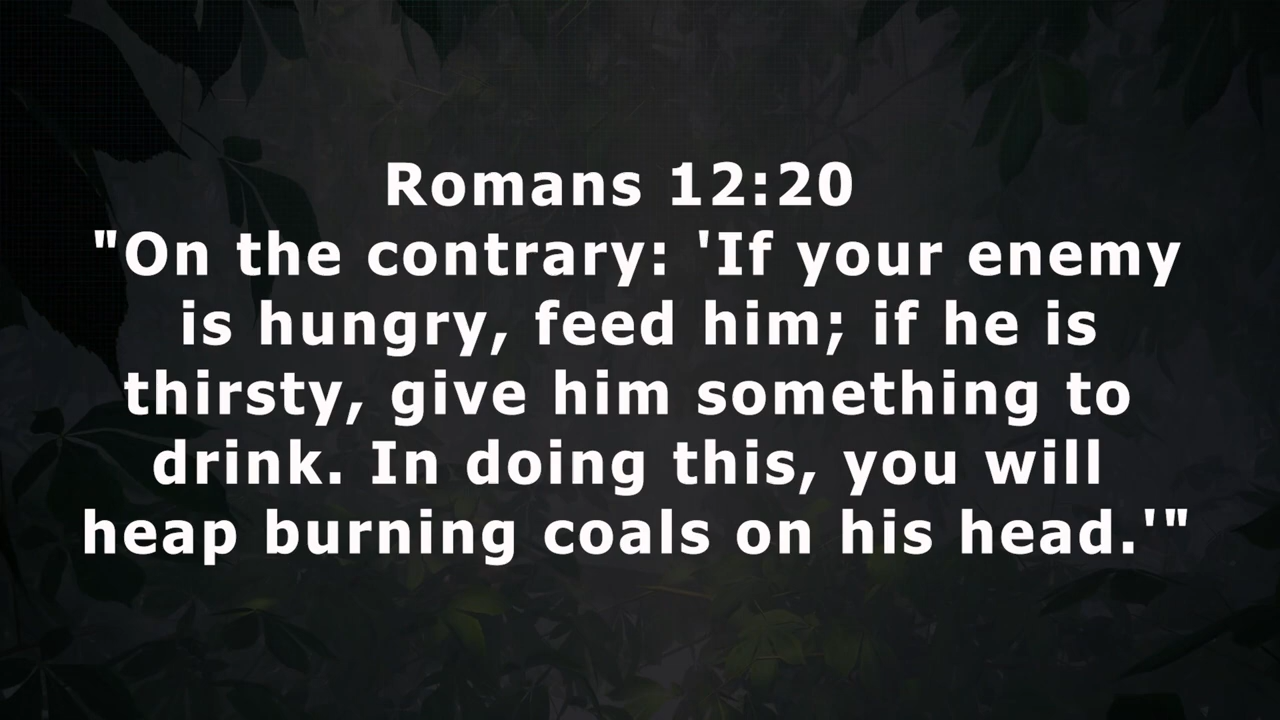 Romans 12:20
"On the contrary: 'If your enemy
is hungry, feed him; if he is
thirsty, give him something to
drink. In doing this, you will
heap burning coals on his head.'"